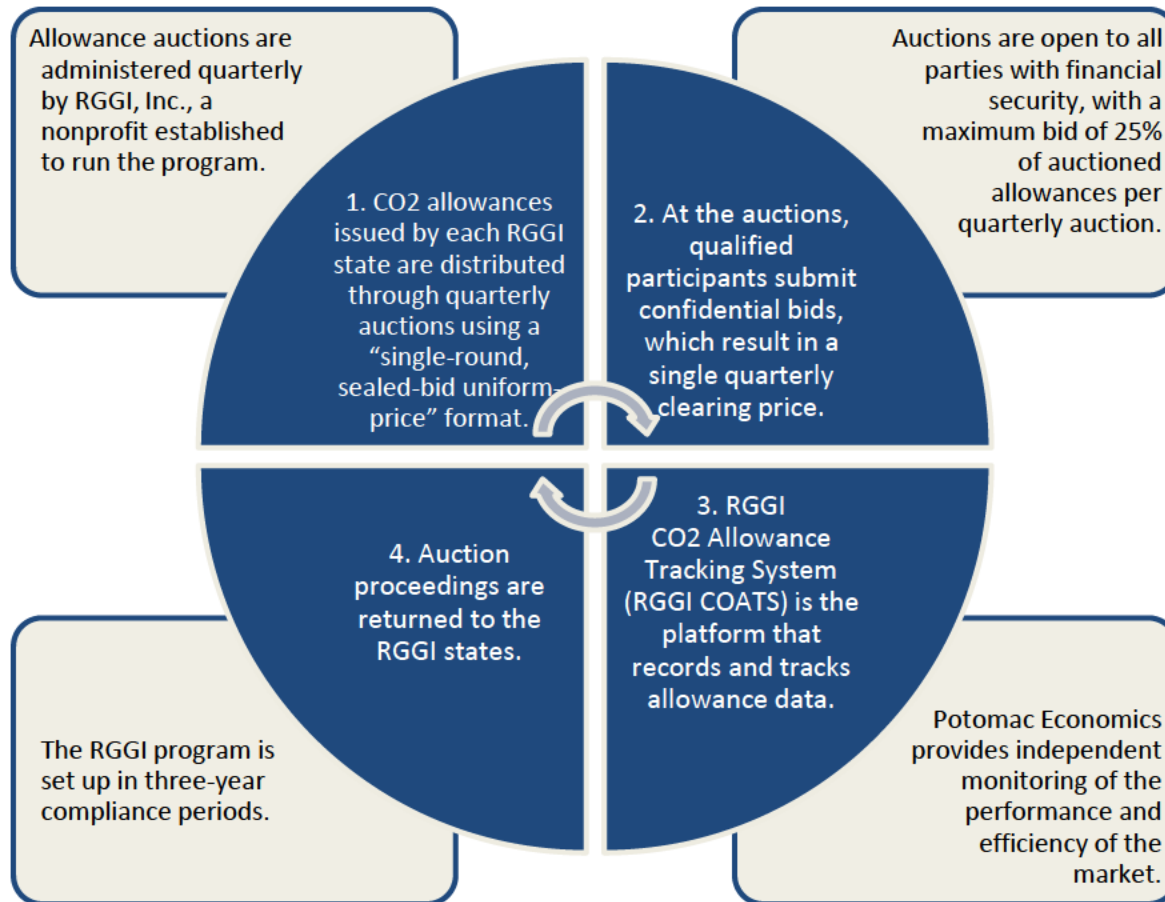 Allowance auctions are
administered quarterly
by RGGI, Inc., a
nonprofit established
to run the program.
1. CO2 allowances
issued by each RGGI
state are distributed
through quarterly
auctions using a
“single-round,
sealed-bid uniform-
price” format.
Auctions are open to all
parties with financial
security, with a
maximum bid of 25%
of auctioned
allowances per
quarterly auction.
2. At the auctions,
qualified
participants submit
confidential bids,
which result in a
single quarterly
clearing price.
3. RGGI
CO2 Allowance
Tracking System
(RGGI COATS) is the
platform that
records and tracks
allowance data.
Potomac Economics
provides independent
monitoring of the
performance and
efficiency of the
market.
4. Auction
proceedings are
returned to the
RGGI states.
The RGGI program is
set up in three-year
compliance periods.